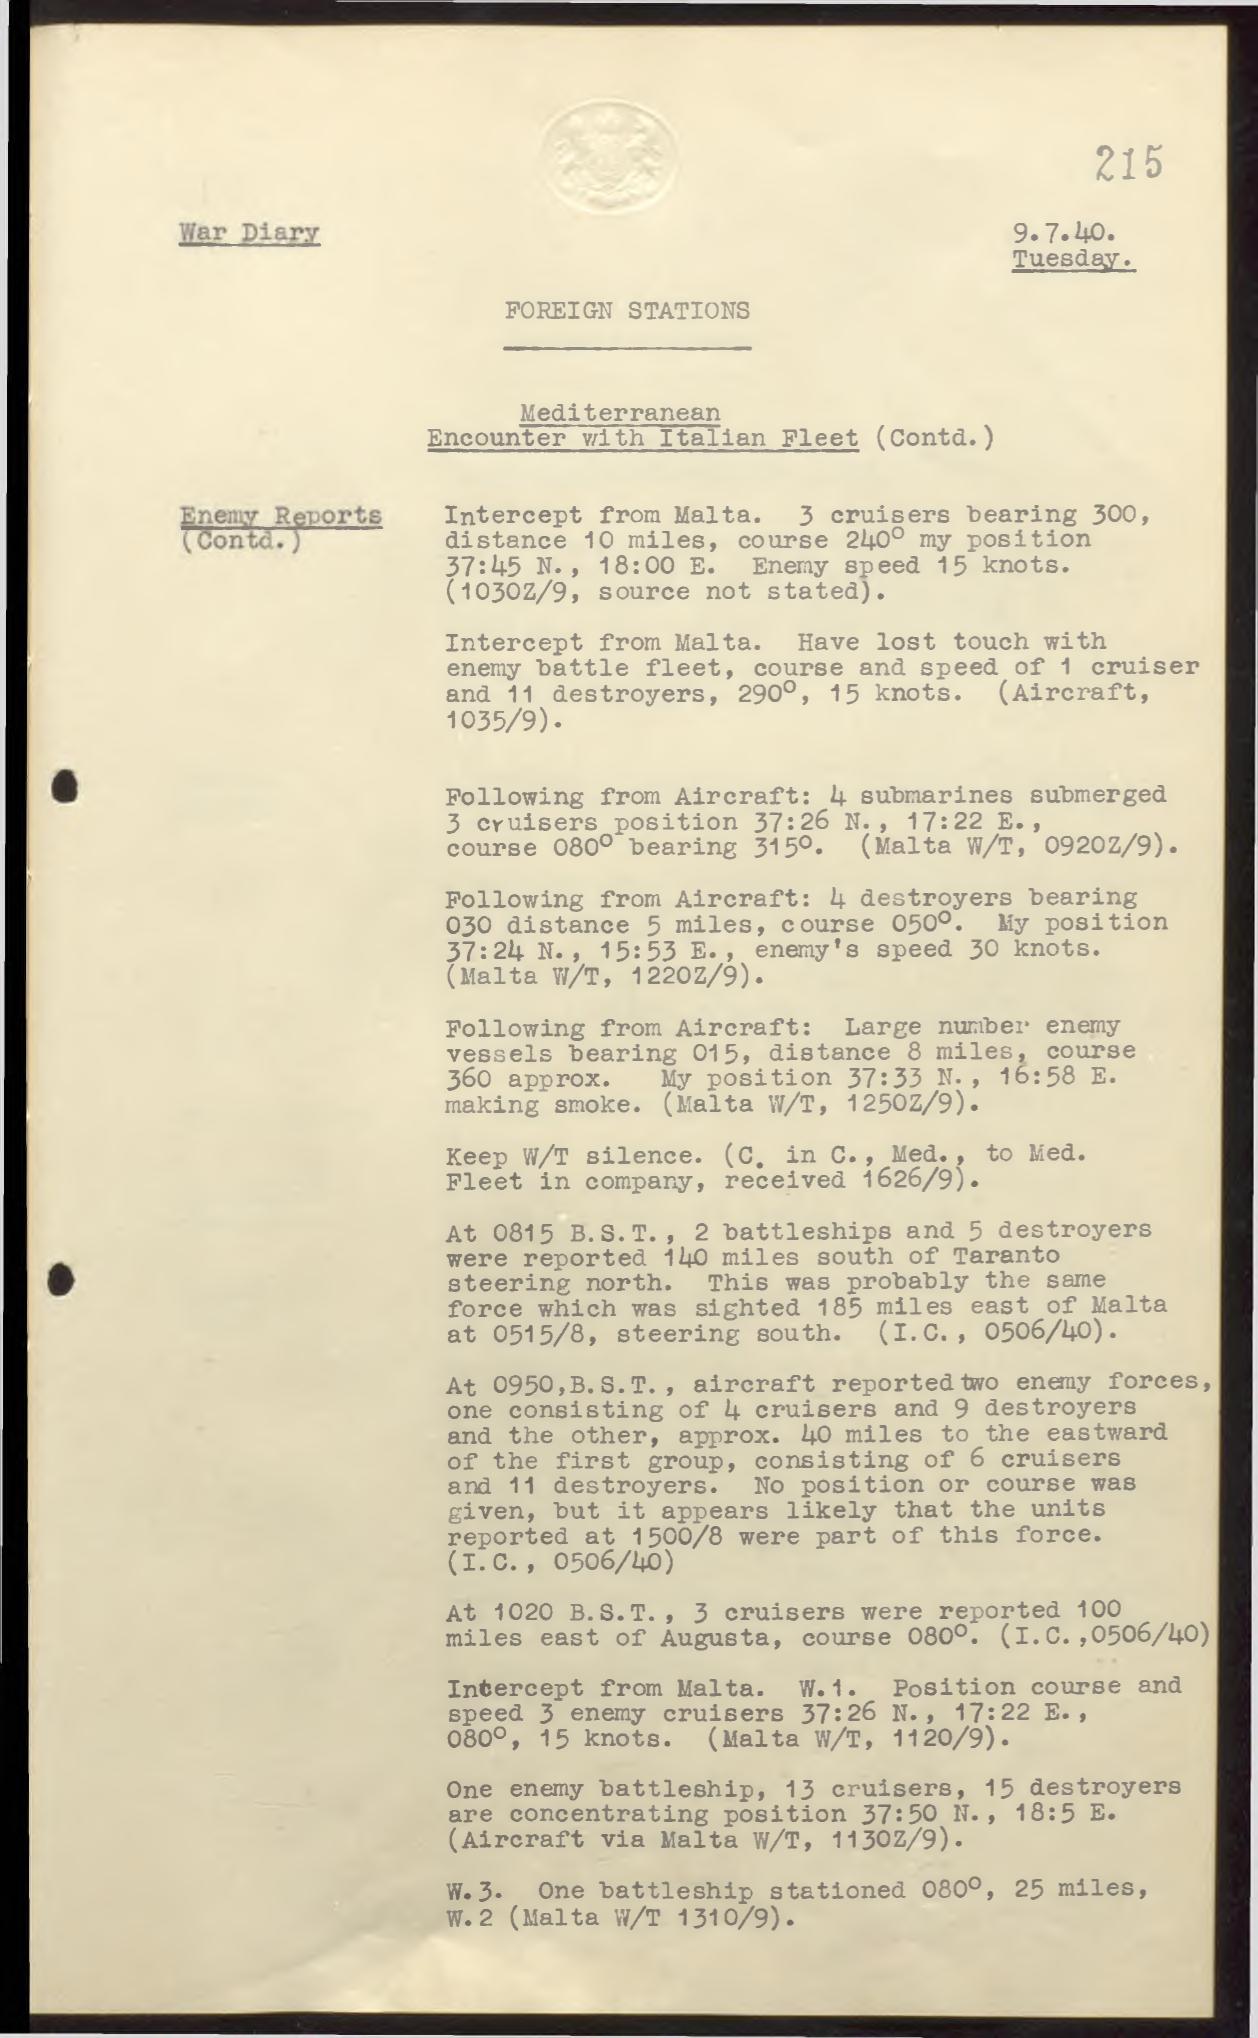 215
War Diary
9.7.40.
Tuesday.
FOREIGN STATIONS
Mediterranean
Encounter with Italian Fleet (Contd.)
Enemy Reports
(Contd.)
Intercept from Malta.  3 cruisers bearing 300,
distance 10 miles, course 240° my position
37:45 N., 18:00 E.  Enemy speed 15 knots.
(1030Z/9, source not stated).
Intercept from Malta.  Have lost touch with
enemy battle fleet, course and speed of 1 cruiser
and 11 destroyers, 290°, 15 knots.  (Aircraft,
1035/9).
Following from Aircraft: 4 submarines submerged
3 cruisers position 37:26 N., 17:22 E.,
course 080° bearing 315°.  (Malta W/T, 0920Z/9).
Following from Aircraft: 4 destroyers bearing
030 distance 5 miles, course 050°.  My position
37:24 N., 15:53 E., enemy's speed 30 knots.
(Malta W/T, 1220Z/9).
Following from Aircraft:  Large number enemy
vessels bearing 015, distance 8 miles, course
360 approx.  My position 37:33 N., 16:58 E.
making smoke. (Malta W/T, 1250Z/9).
Keep W/T silence. (C. in C., Med., to Med.
Fleet in company, received 1626/9).
At 0815 B.S.T., 2 battleships and 5 destroyers
were reported 140 miles south of Taranto
steering north.  This was probably the same
force which was sighted 185 miles east of Malta
at 0515/8, steering south.  (I.C., 0506/40).
At 0950,B.S.T., aircraft reported two enemy forces,
one consisting of 4 cruisers and 9 destroyers
and the other, approx. 40 miles to the eastward
of the first group, consisting of 6 cruisers
and 11 destroyers.  No position or course was
given, but it appears likely that the units
reported at 1500/8 were part of this force.
(I.C., 0506/40)
At 1020 B.S.T., 3 cruisers were reported 100
miles east of Augusta, course 080°. (I.C.,0506/40)
Intercept from Malta.  W.1.  Position course and
speed 3 enemy cruisers 37:26 N., 17:22 E.,
080°, 15 knots.  (Malta W/T, 1120/9).
One enemy battleship, 13 cruisers, 15 destroyers
are concentrating position 37:50 N., 18:5 E.
(Aircraft via Malta W/T, 1130Z/9).
W.3.  One battleship stationed 080°, 25 miles,
W.2 (Malta W/T 1310/9).